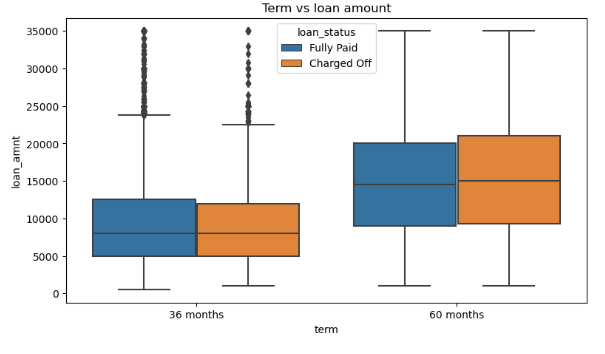 Term vs loan amount
loan_status
Fully Paid
Charged Off
35000
30000
25000
20000
15000
10000
5000
0
loan_amnt
36 months
60 months
term